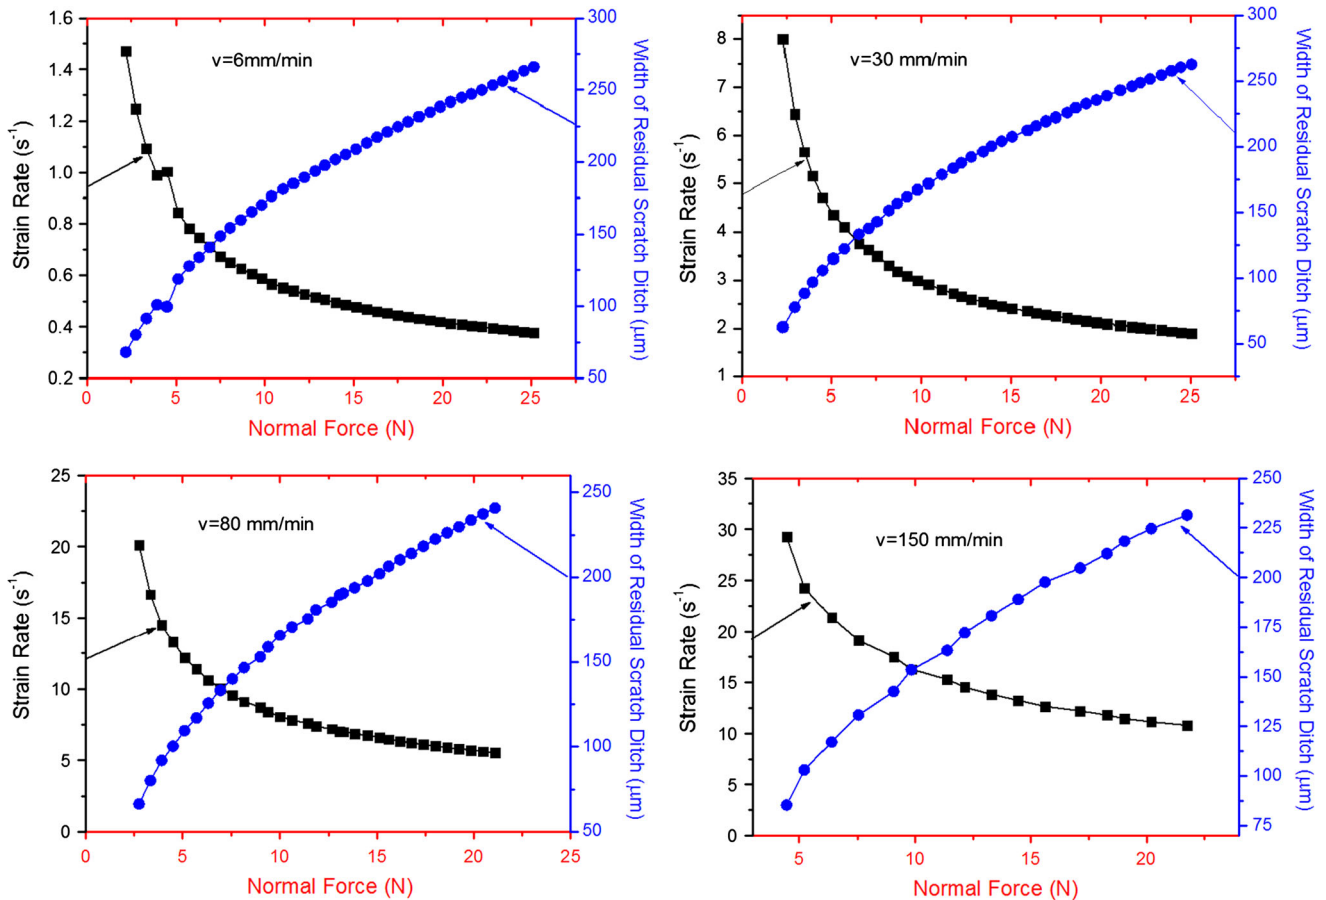 v=6mm/min
Strain Rate (s⁻¹)
1.6
1.4
1.2
1.0
0.8
0.6
0.4
0.2
0 5 10 15 20 25
Normal Force (N)
300
250
200
150
100
50
Width of Residual Scratch Ditch (μm)
v=30 mm/min
Strain Rate (s⁻¹)
8
7
6
5
4
3
2
1
0 5 10 15 20 25
Normal Force (N)
300
250
200
150
100
50
Width of Residual Scratch Ditch (μm)
v=80 mm/min
Strain Rate (s⁻¹)
25
20
15
10
5
0
0 5 10 15 20 25
Normal Force (N)
250
200
150
100
50
Width of Residual Scratch Ditch (μm)
v=150 mm/min
Strain Rate (s⁻¹)
35
30
25
20
15
10
5
0
5 10 15 20
Normal Force (N)
250
225
200
175
150
125
100
75
Width of Residual Scratch Ditch (μm)